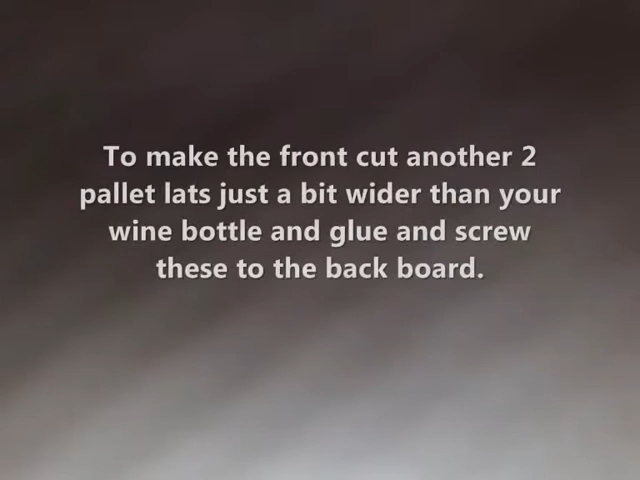 To make the front cut another 2
pallet lats just a bit wider than your
wine bottle and glue and screw
these to the back board.